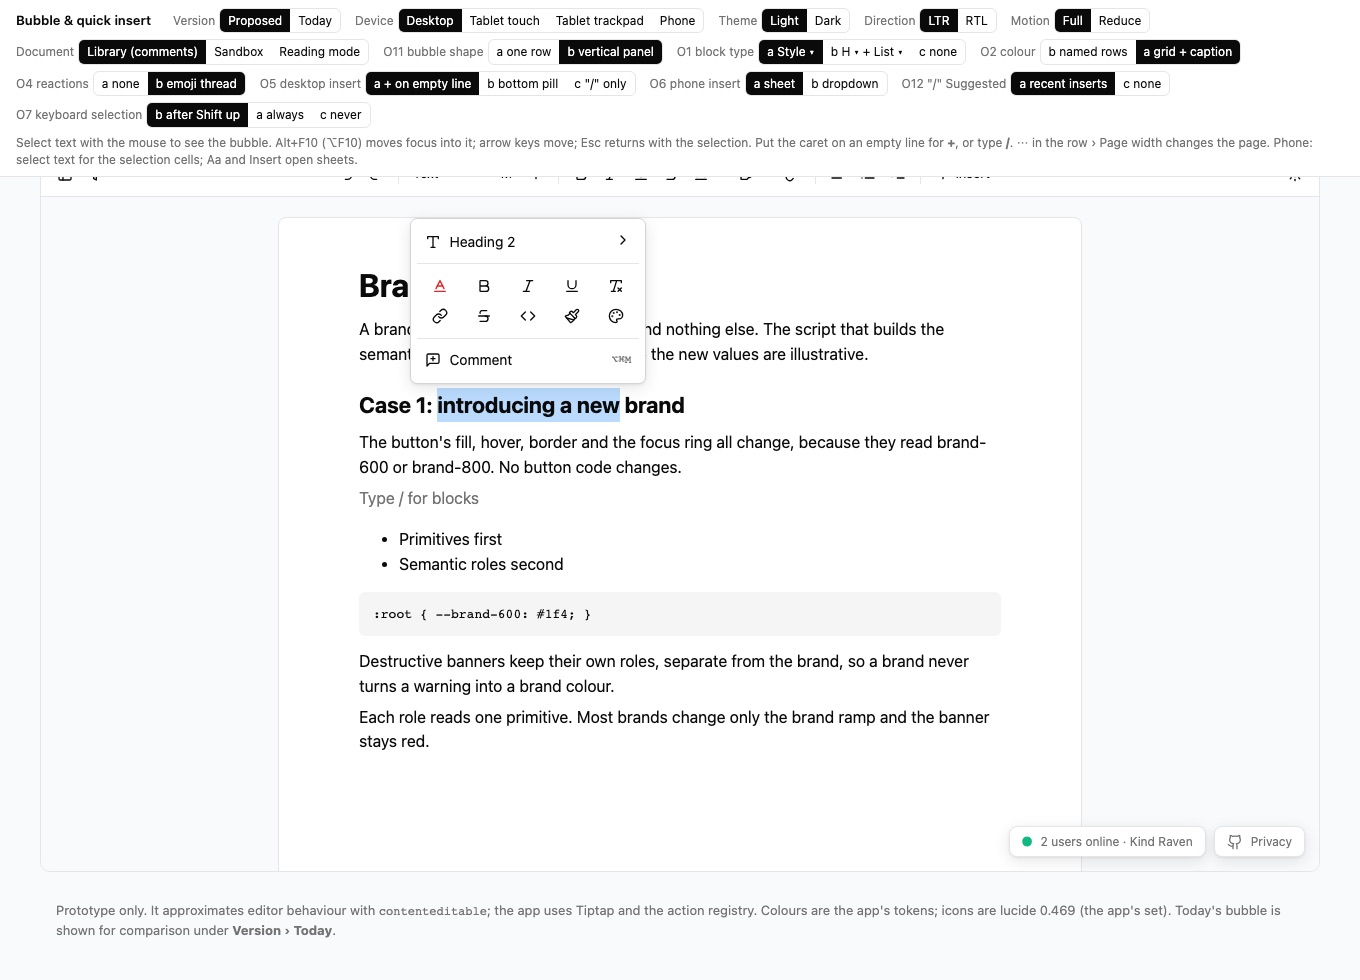 Bubble & quick insert Version Proposed Today Device Desktop Tablet touch Tablet trackpad Phone Theme Light Dark Direction LTR RTL Motion Full Reduce
Document Library (comments) Sandbox Reading mode O11 bubble shape a one row b vertical panel O1 block type a Style ▾ b H ▾ + List ▾ c none O2 colour b named rows a grid + caption
O4 reactions a none b emoji thread O5 desktop insert a + on empty line b bottom pill c "/" only O6 phone insert a sheet b dropdown O12 "/" Suggested a recent inserts c none
O7 keyboard selection b after Shift up a always c never
Select text with the mouse to see the bubble. Alt+F10 (⌥F10) moves focus into it; arrow keys move; Esc returns with the selection. Put the caret on an empty line for +, or type /. ··· in the row › Page width changes the page. Phone:
select text for the selection cells; Aa and Insert open sheets.
Heading 2
Comment ⌥⌘M
Bra
A brand nd nothing else. The script that builds the
semant the new values are illustrative.
Case 1: introducing a new brand
The button's fill, hover, border and the focus ring all change, because they read brand-
600 or brand-800. No button code changes.
Type / for blocks
• Primitives first
• Semantic roles second
:root { --brand-600: #1f4; }
Destructive banners keep their own roles, separate from the brand, so a brand never
turns a warning into a brand colour.
Each role reads one primitive. Most brands change only the brand ramp and the banner
stays red.
2 users online · Kind Raven Privacy
Prototype only. It approximates editor behaviour with contenteditable; the app uses Tiptap and the action registry. Colours are the app's tokens; icons are lucide 0.469 (the app's set). Today's bubble is
shown for comparison under Version › Today.